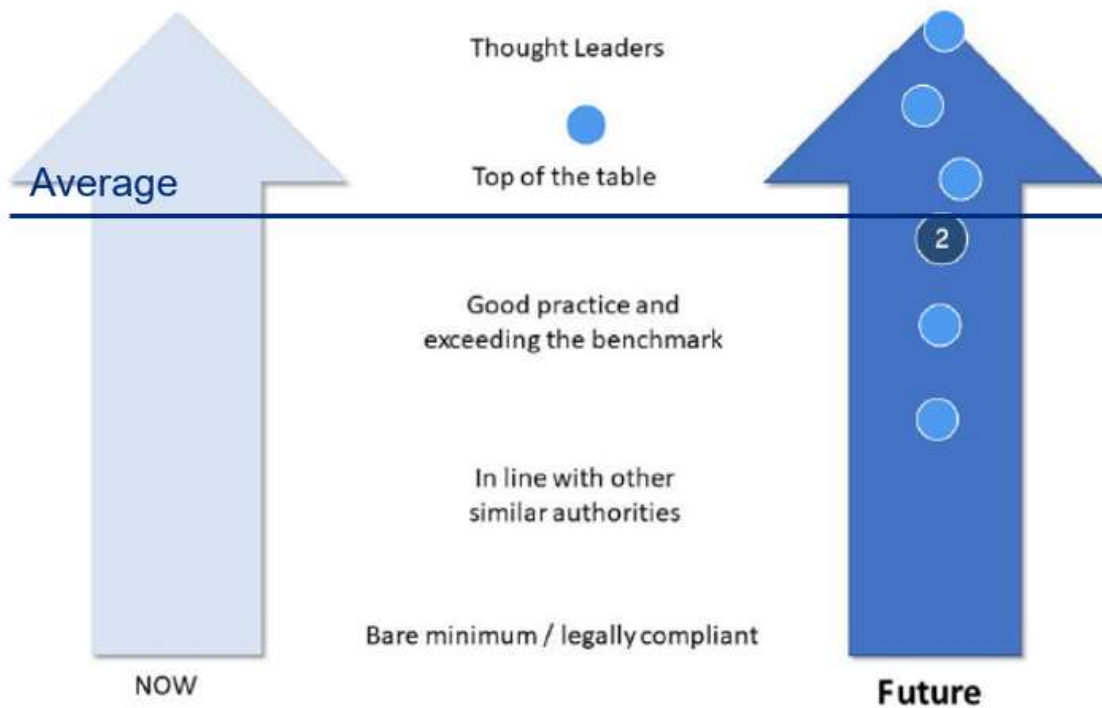 Thought Leaders
Average
Top of the table
2
Good practice and
exceeding the benchmark
In line with other
similar authorities
Bare minimum / legally compliant
NOW
Future